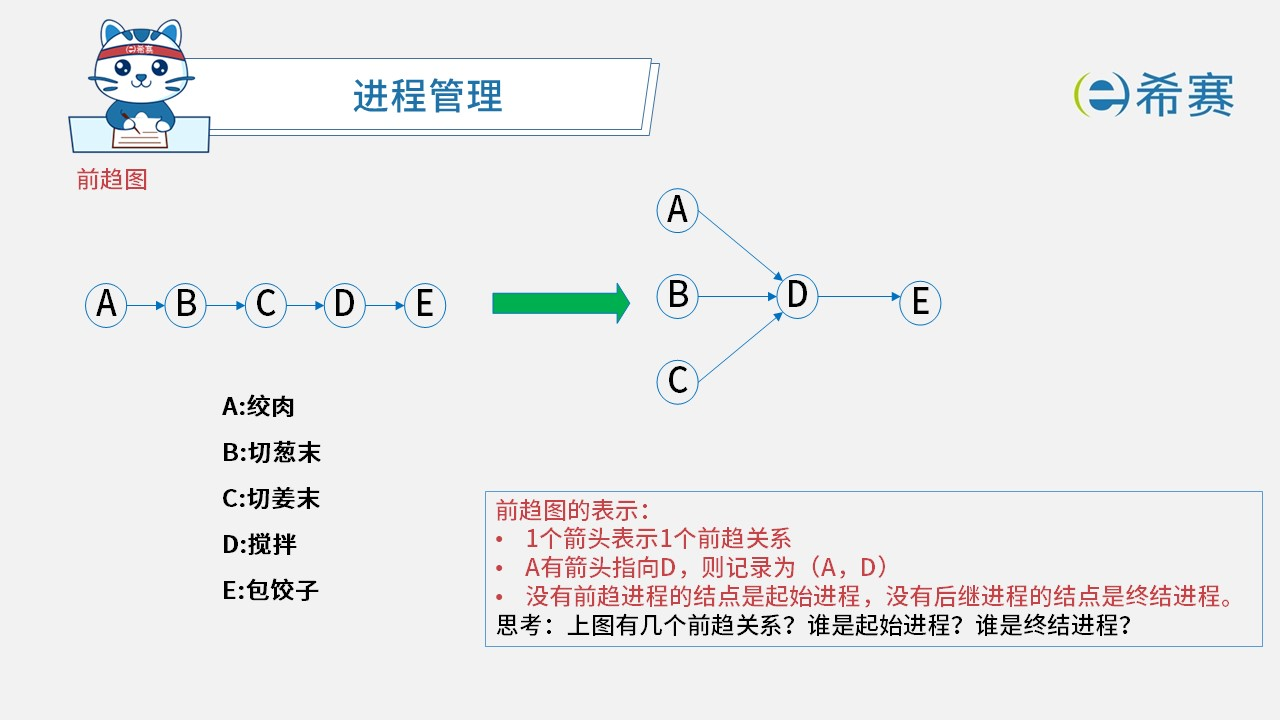 希赛
进程管理
希赛
前趋图
A B C D E
A
B
C
D
E
A:绞肉
B:切葱末
C:切姜末
D:搅拌
E:包饺子
前趋图的表示：
• 1个箭头表示1个前趋关系
• A有箭头指向D，则记录为（A，D）
• 没有前趋进程的结点是起始进程，没有后继进程的结点是终结进程。
思考：上图有几个前趋关系？谁是起始进程？谁是终结进程？